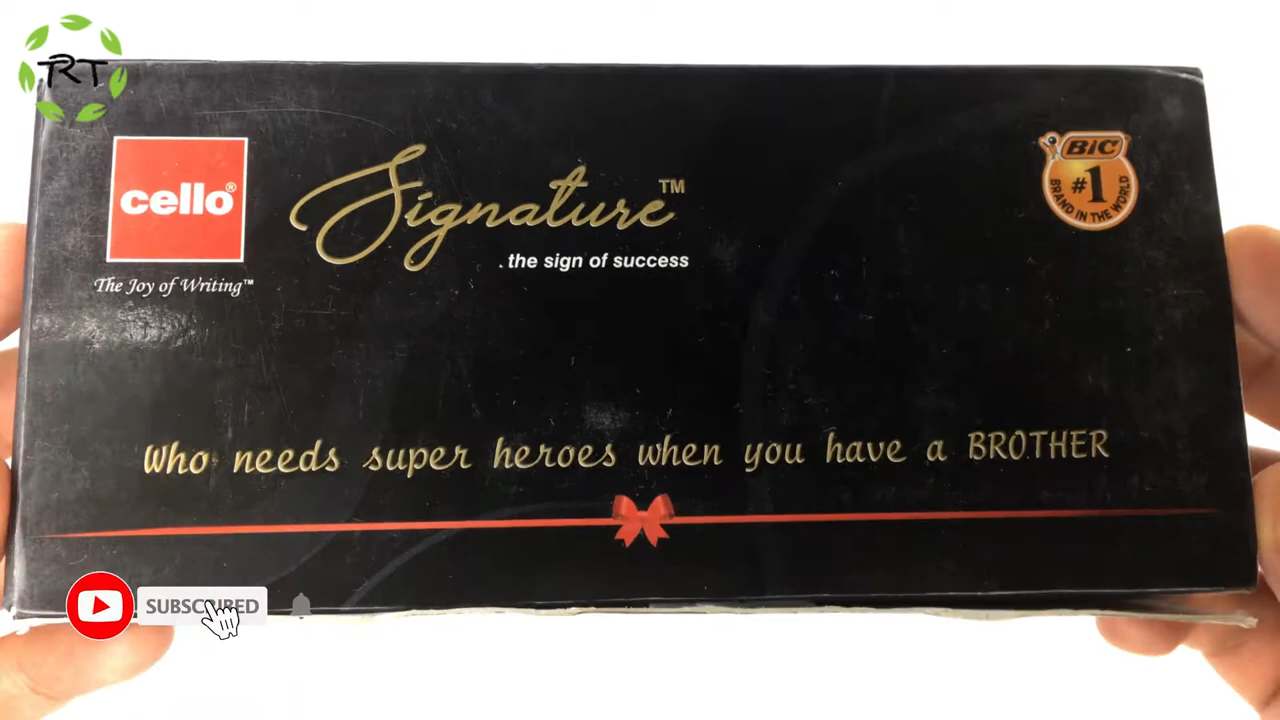 RT
cello®
Signature™
.the sign of success
The Joy of Writing™
BIC
#1
BRAND IN THE WORLD
Who needs super heroes when you have a BROTHER
SUBSCRIBED